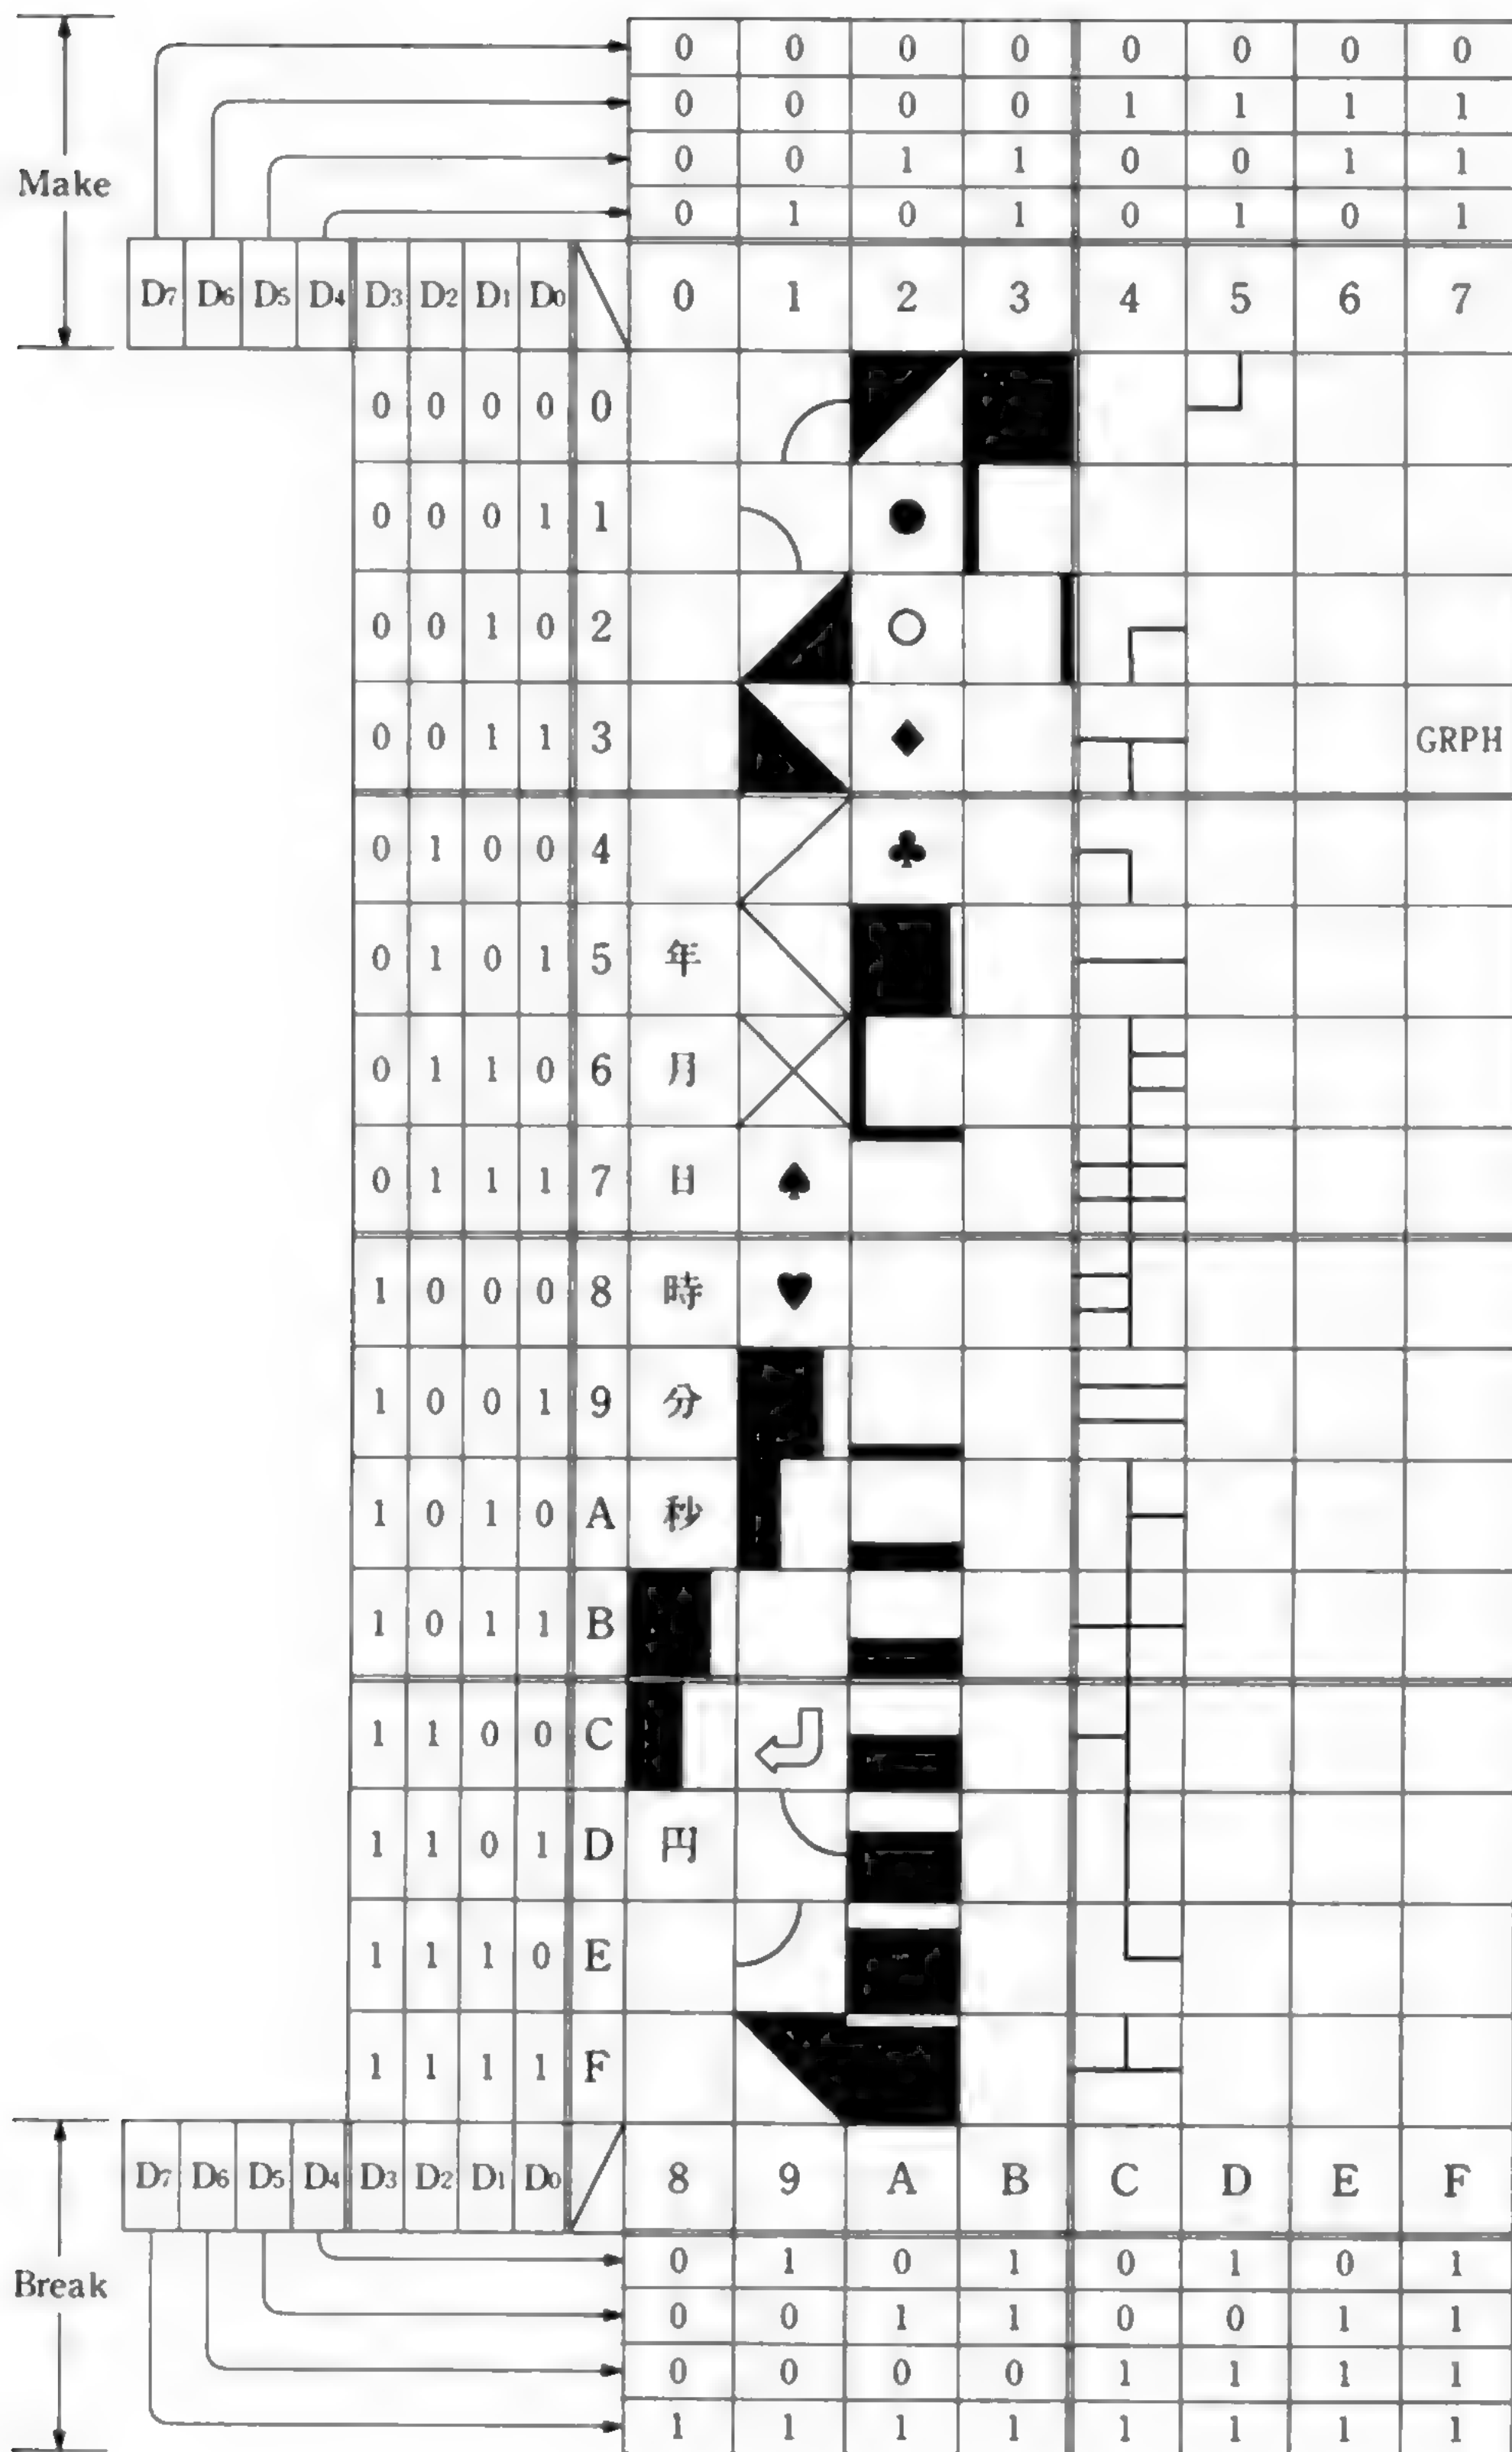 0 0 0 0 0 0 0 0
0 0 0 0 1 1 1 1
0 0 1 1 0 0 1 1
Make
0 1 0 1 0 1 0 1
D7 D6 D5 D4 D3 D2 D1 D0 0 1 2 3 4 5 6 7
0 0 0 0 0
0 0 0 1 1 ●
0 0 1 0 2 ○
0 0 1 1 3 ◆ GRPH
0 1 0 0 4 ♣
0 1 0 1 5 年
0 1 1 0 6 月
0 1 1 1 7 日 ♠
1 0 0 0 8 時 ♥
1 0 0 1 9 分
1 0 1 0 A 秒
1 0 1 1 B
1 1 0 0 C
1 1 0 1 D 円
1 1 1 0 E
1 1 1 1 F
D7 D6 D5 D4 D3 D2 D1 D0 8 9 A B C D E F
0 1 0 1 0 1 0 1
Break
0 0 1 1 0 0 1 1
0 0 0 0 1 1 1 1
1 1 1 1 1 1 1 1